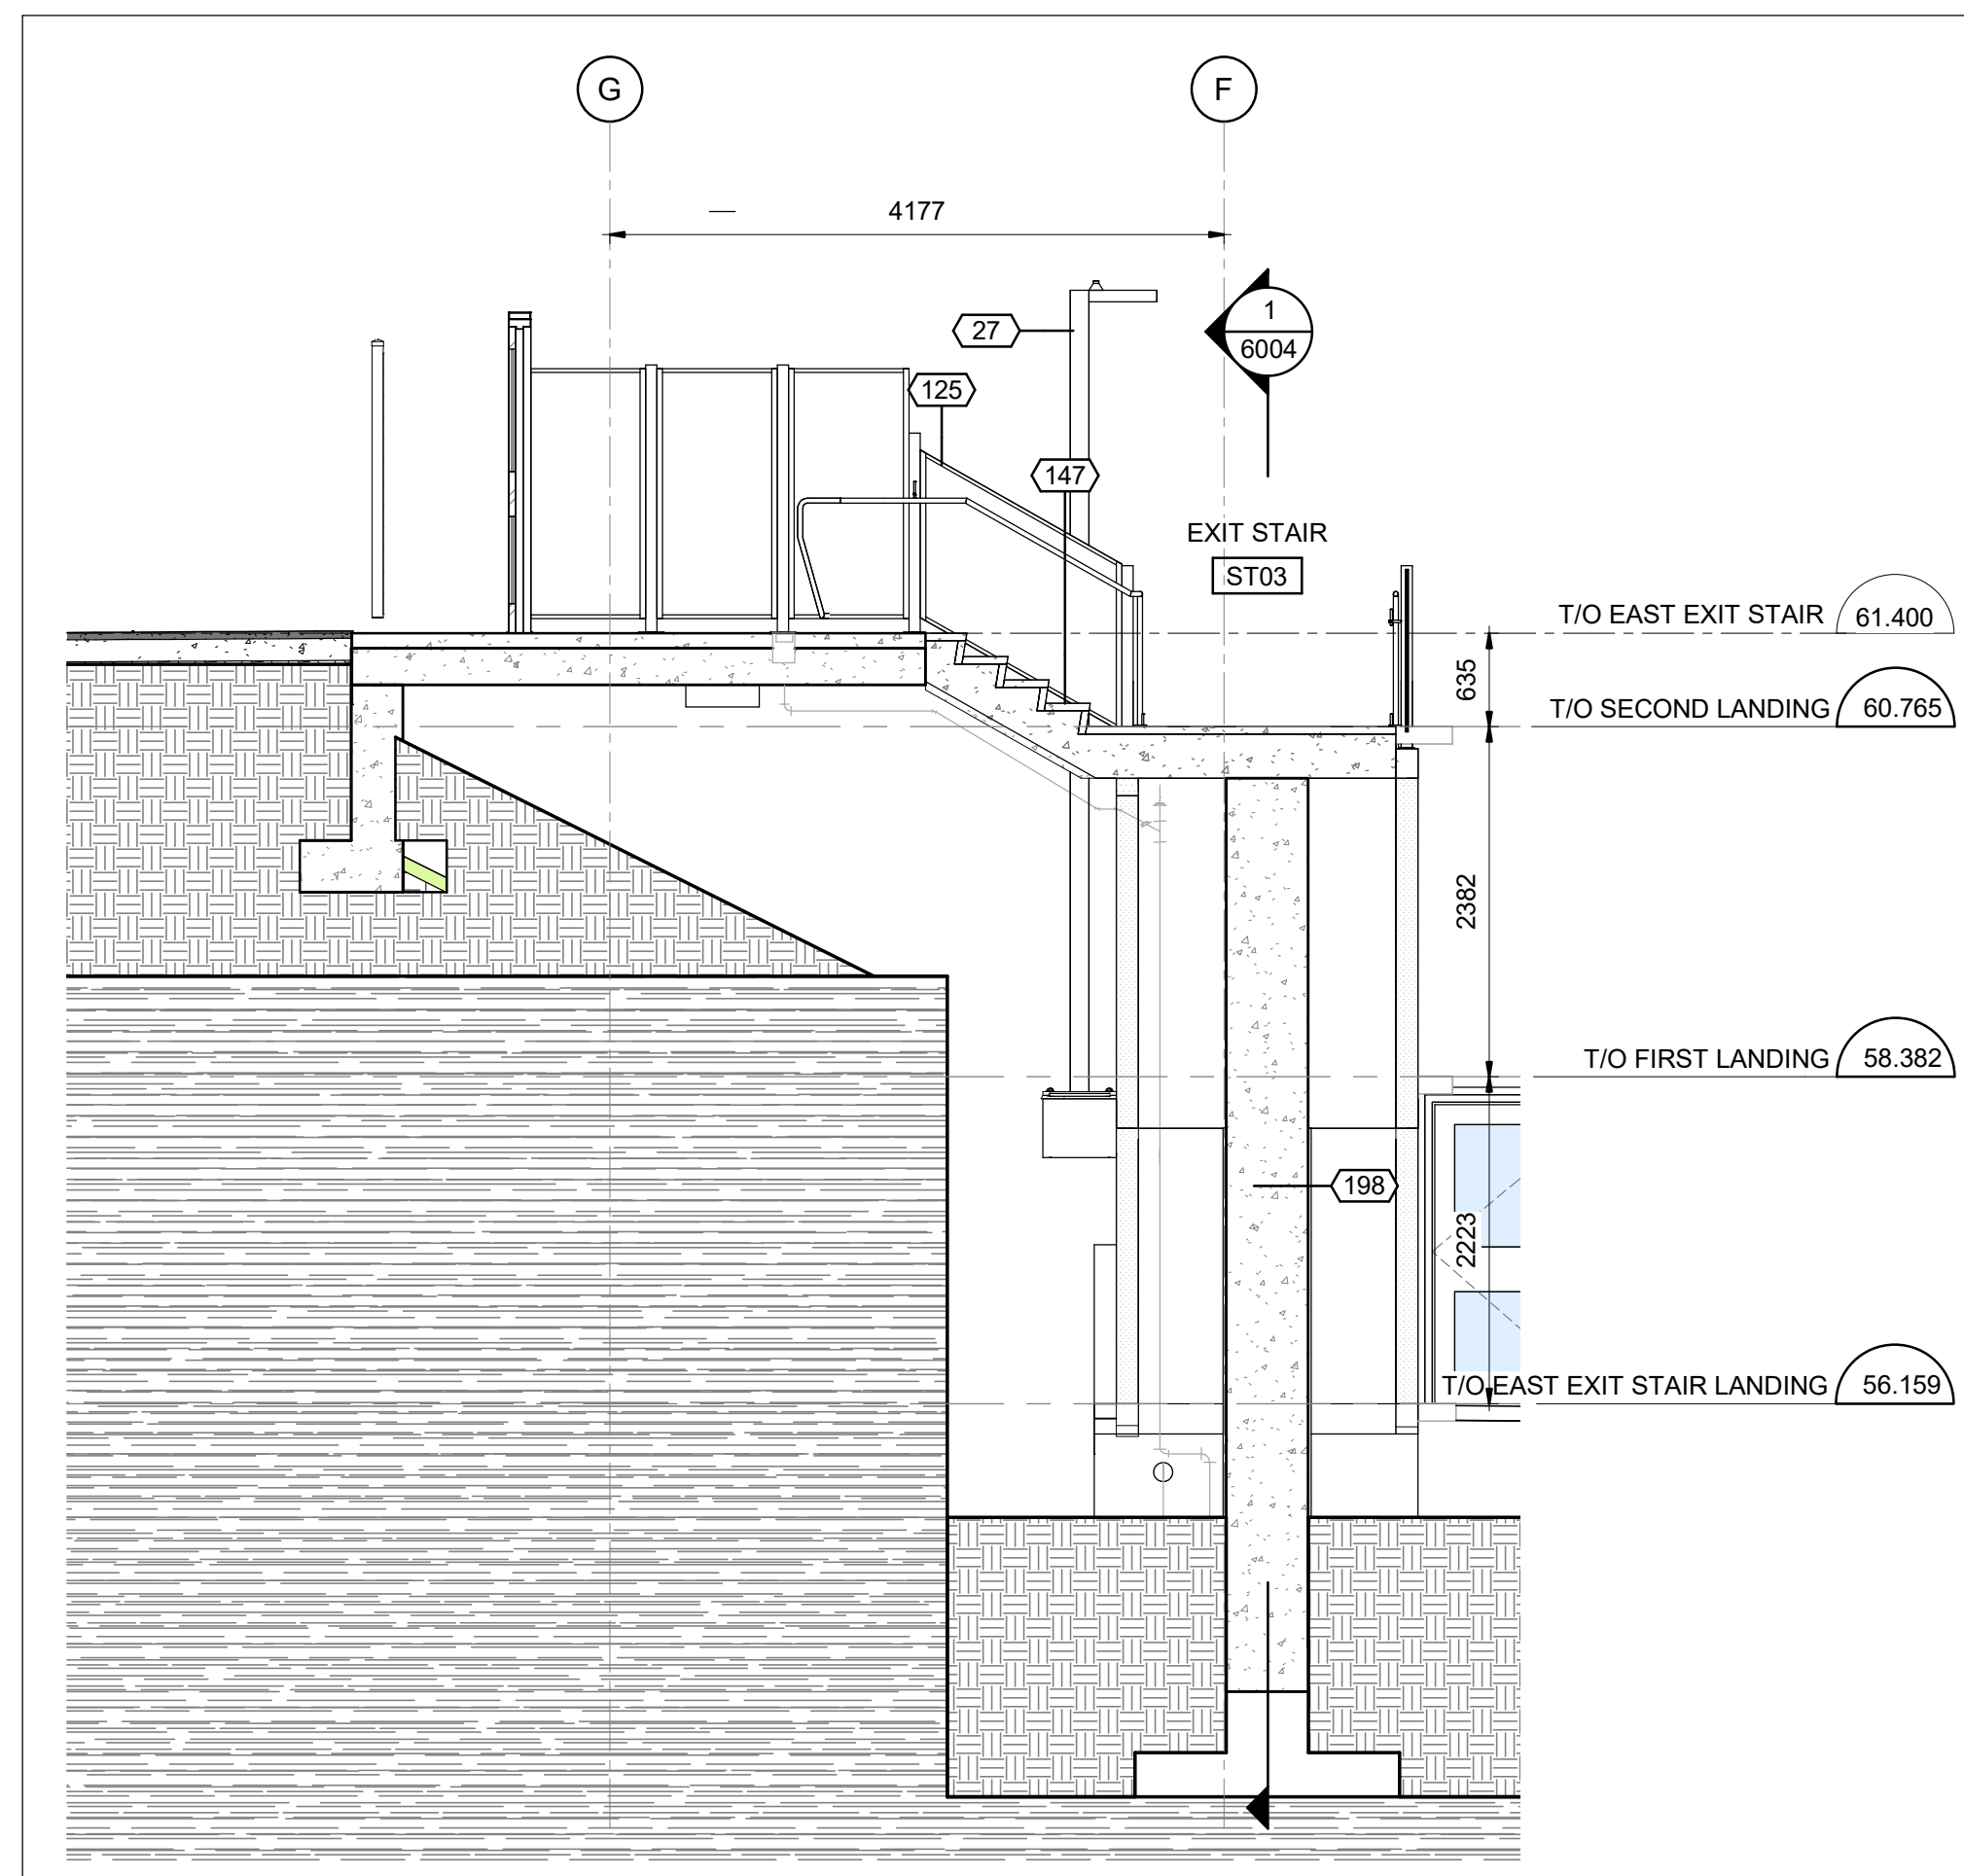 G
F
4177
27
1
6004
125
147
EXIT STAIR
ST03
T/O EAST EXIT STAIR 61.400
635
T/O SECOND LANDING 60.765
2382
T/O FIRST LANDING 58.382
198
2223
T/O EAST EXIT STAIR LANDING 56.159